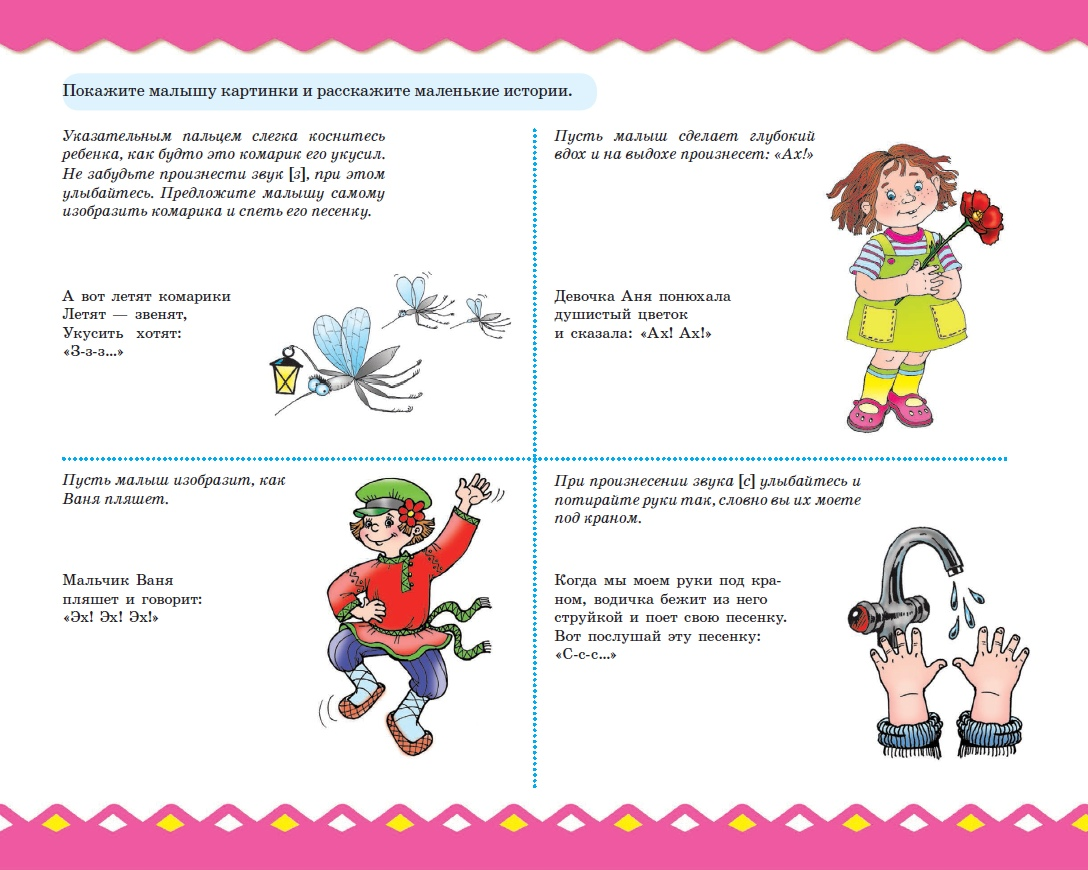 Покажите малышу картинки и расскажите маленькие истории.
Указательным пальцем слегка коснитесь
ребенка, как будто это комарик его укусил.
Не забудьте произнести звук [з], при этом
улыбайтесь. Предложите малышу самому
изобразить комарика и спеть его песенку.
А вот летят комарики
Летят — звенят,
Укусить хотят:
«З-з-з...»
Пусть малыш сделает глубокий
вдох и на выдохе произнесет: «Ах!»
Девочка Аня понюхала
душистый цветок
и сказала: «Ах! Ах!»
Пусть малыш изобразит, как
Ваня пляшет.
Мальчик Ваня
пляшет и говорит:
«Эх! Эх! Эх!»
При произнесении звука [с] улыбайтесь и
потирайте руки так, словно вы их моете
под краном.
Когда мы моем руки под кра-
ном, водичка бежит из него
струйкой и поет свою песенку.
Вот послушай эту песенку:
«С-с-с...»